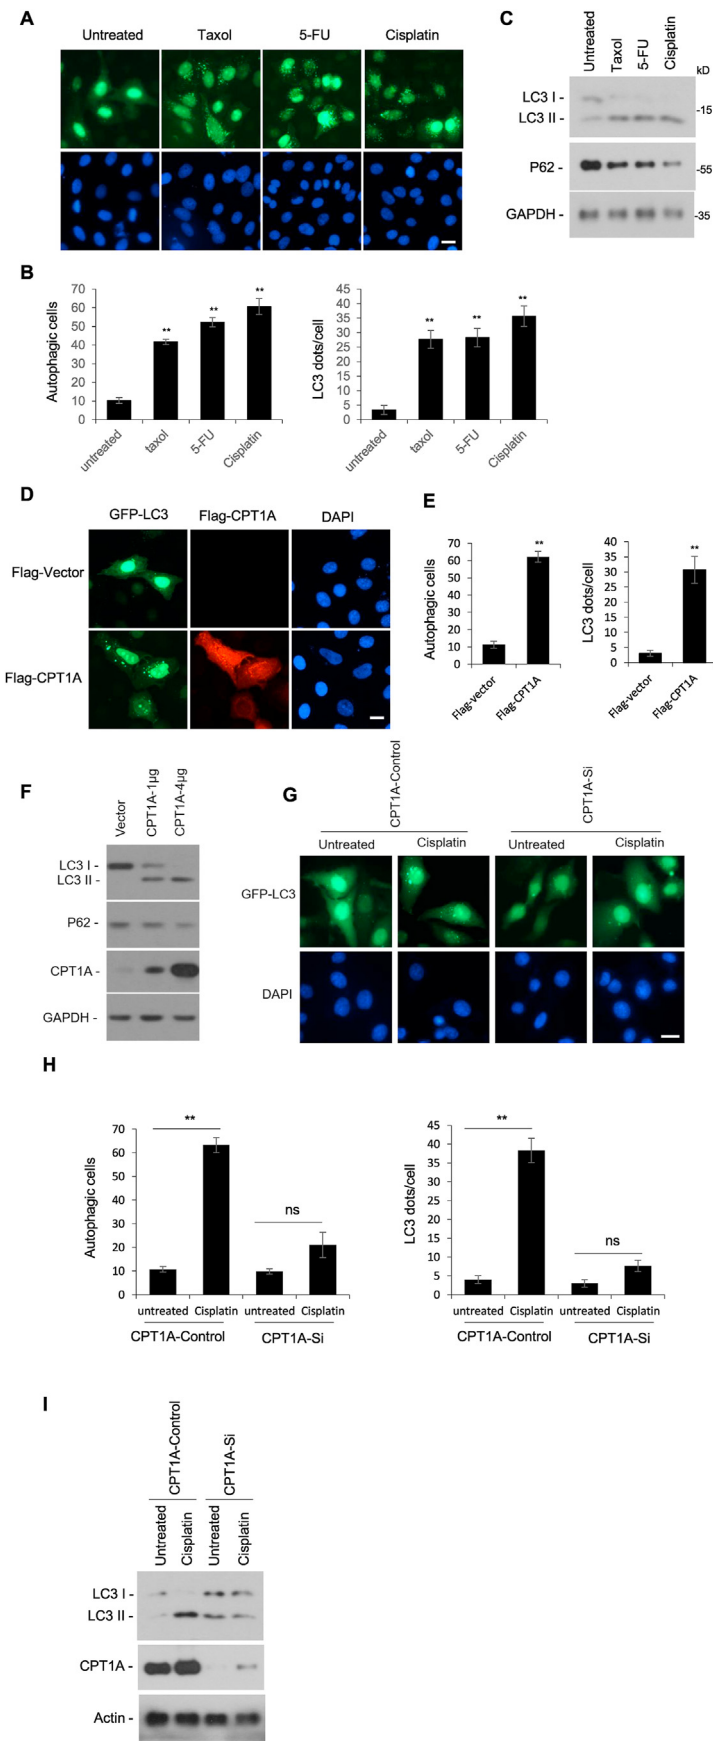 A
Untreated Taxol 5-FU Cisplatin
B
Autophagic cells
70
60
50
40
30
20
10
0
** ** **
untreated taxol 5-FU Cisplatin
LC3 dots/cell
45
40
35
30
25
20
15
10
5
0
** ** **
untreated taxol 5-FU Cisplatin
C
Untreated Taxol 5-FU Cisplatin
kD
LC3 I -
-15
LC3 II -
P62 -
-55
GAPDH -
-35
D
GFP-LC3 Flag-CPT1A DAPI
Flag-Vector
Flag-CPT1A
E
Autophagic cells
70
60
50
40
30
20
10
0
**
Flag-vector Flag-CPT1A
LC3 dots/cell
40
35
30
25
20
15
10
5
0
**
Flag-vector Flag-CPT1A
F
Vector CPT1A-1μg CPT1A-4μg
LC3 I -
LC3 II -
P62 -
CPT1A -
GAPDH -
G
CPT1A-Control CPT1A-Si
Untreated Cisplatin Untreated Cisplatin
GFP-LC3
DAPI
H
Autophagic cells
70
60
50
40
30
20
10
0
**
ns
untreated Cisplatin untreated Cisplatin
CPT1A-Control CPT1A-Si
LC3 dots/cell
45
40
35
30
25
20
15
10
5
0
**
ns
untreated Cisplatin untreated Cisplatin
CPT1A-Control CPT1A-Si
I
CPT1A-Control CPT1A-Si
Untreated Cisplatin Untreated Cisplatin
LC3 I -
LC3 II -
CPT1A -
Actin -